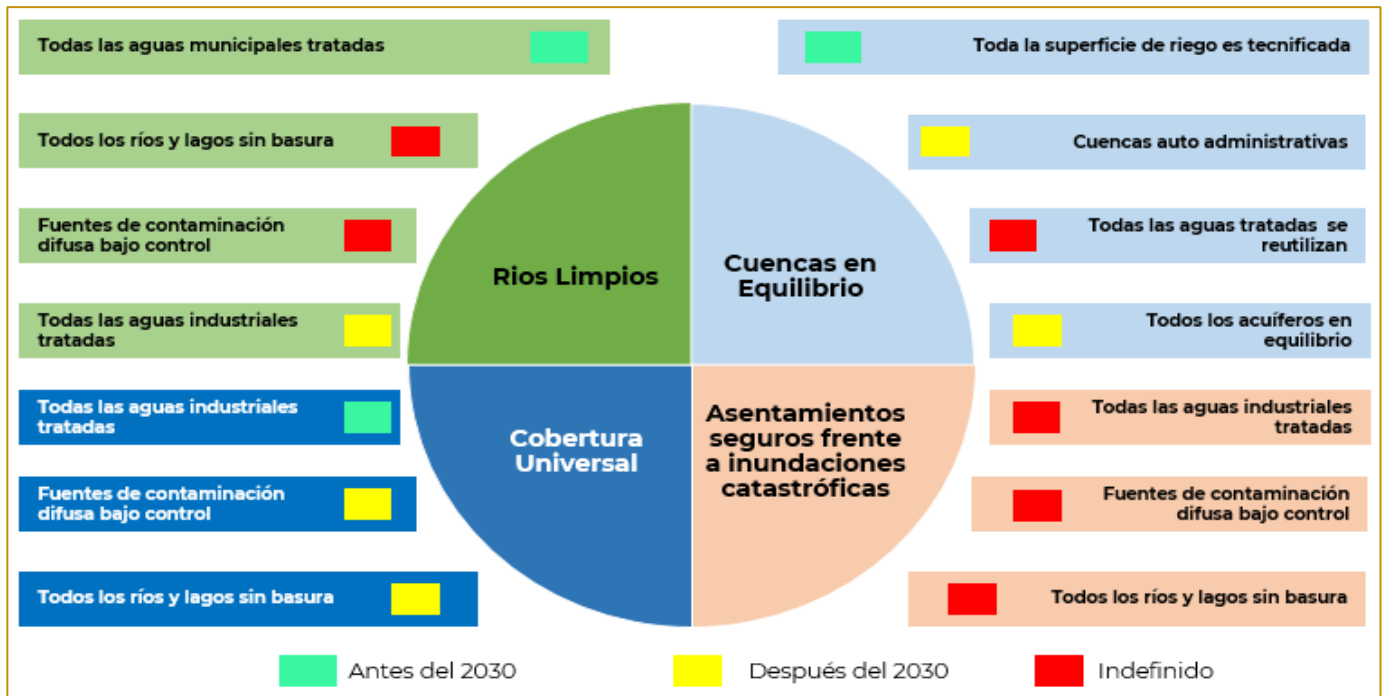 Todas las aguas municipales tratadas
Todos los ríos y lagos sin basura
Fuentes de contaminación
difusa bajo control
Todas las aguas industriales
tratadas
Todas las aguas industriales
tratadas
Fuentes de contaminación
difusa bajo control
Todos los ríos y lagos sin basura
Rios Limpios
Cuencas en
Equilibrio
Cobertura
Universal
Asentamientos
seguros frente
a inundaciones
catastróficas
Toda la superficie de riego es tecnificada
Cuencas auto administrativas
Todas las aguas tratadas se
reutilizan
Todos los acuíferos en
equilibrio
Todas las aguas industriales
tratadas
Fuentes de contaminación
difusa bajo control
Todos los ríos y lagos sin basura
Antes del 2030
Después del 2030
Indefinido